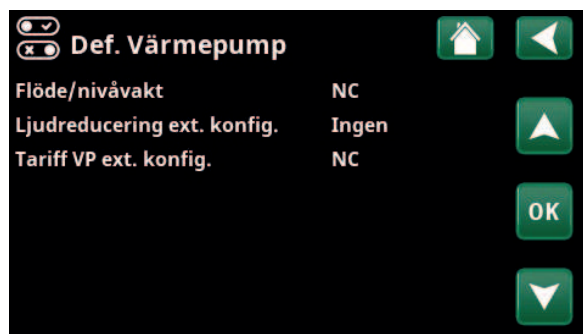 Def. Värmepump
Flöde/nivåvakt NC
Ljudreducering ext. konfig. Ingen
Tariff VP ext. konfig. NC
OK